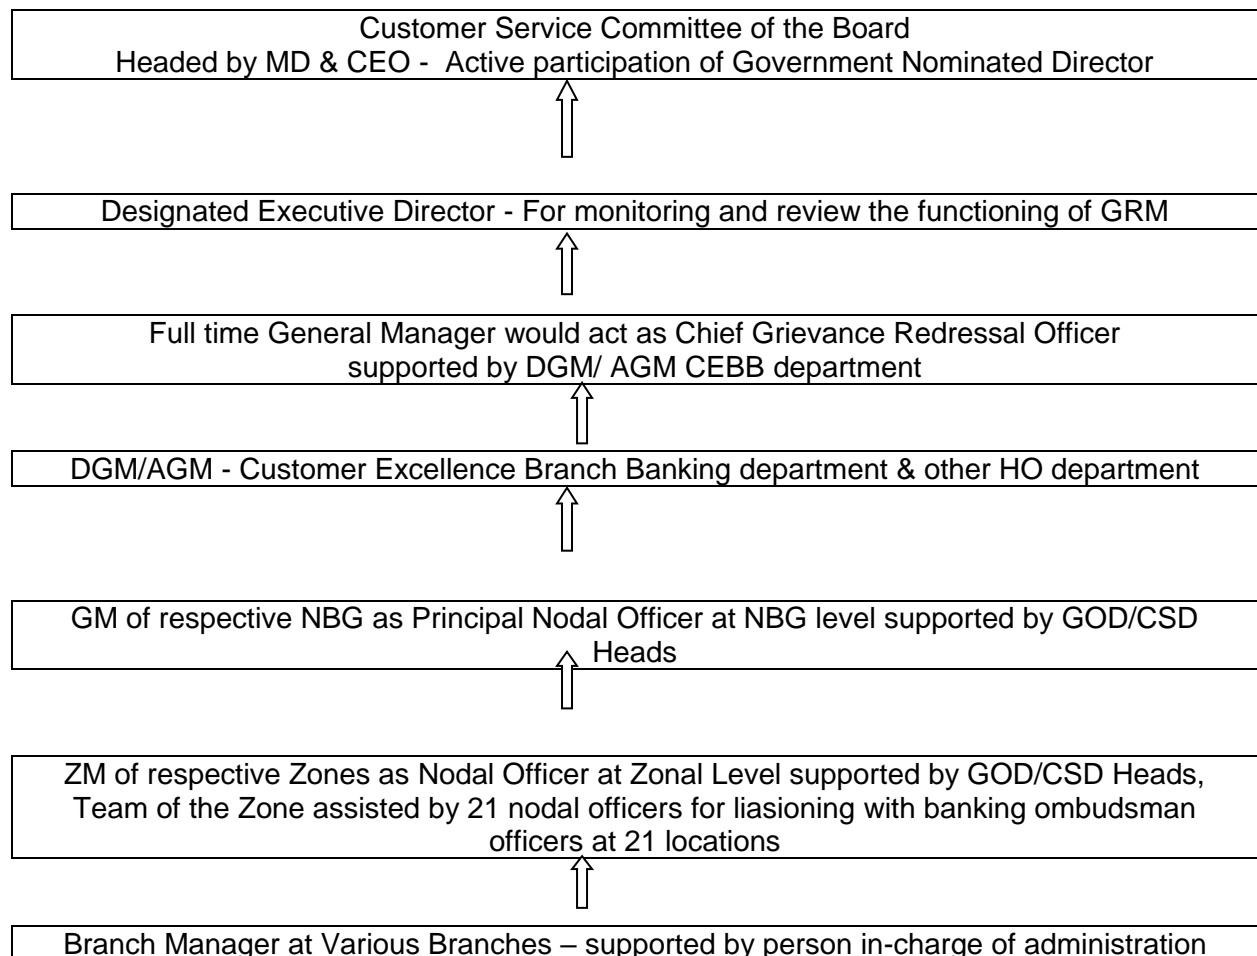 Customer Service Committee of the Board
Headed by MD & CEO - Active participation of Government Nominated Director
Designated Executive Director - For monitoring and review the functioning of GRM
Full time General Manager would act as Chief Grievance Redressal Officer
supported by DGM/ AGM CEBB department
DGM/AGM - Customer Excellence Branch Banking department & other HO department
GM of respective NBG as Principal Nodal Officer at NBG level supported by GOD/CSD
Heads
ZM of respective Zones as Nodal Officer at Zonal Level supported by GOD/CSD Heads,
Team of the Zone assisted by 21 nodal officers for liasioning with banking ombudsman
officers at 21 locations
Branch Manager at Various Branches – supported by person in-charge of administration